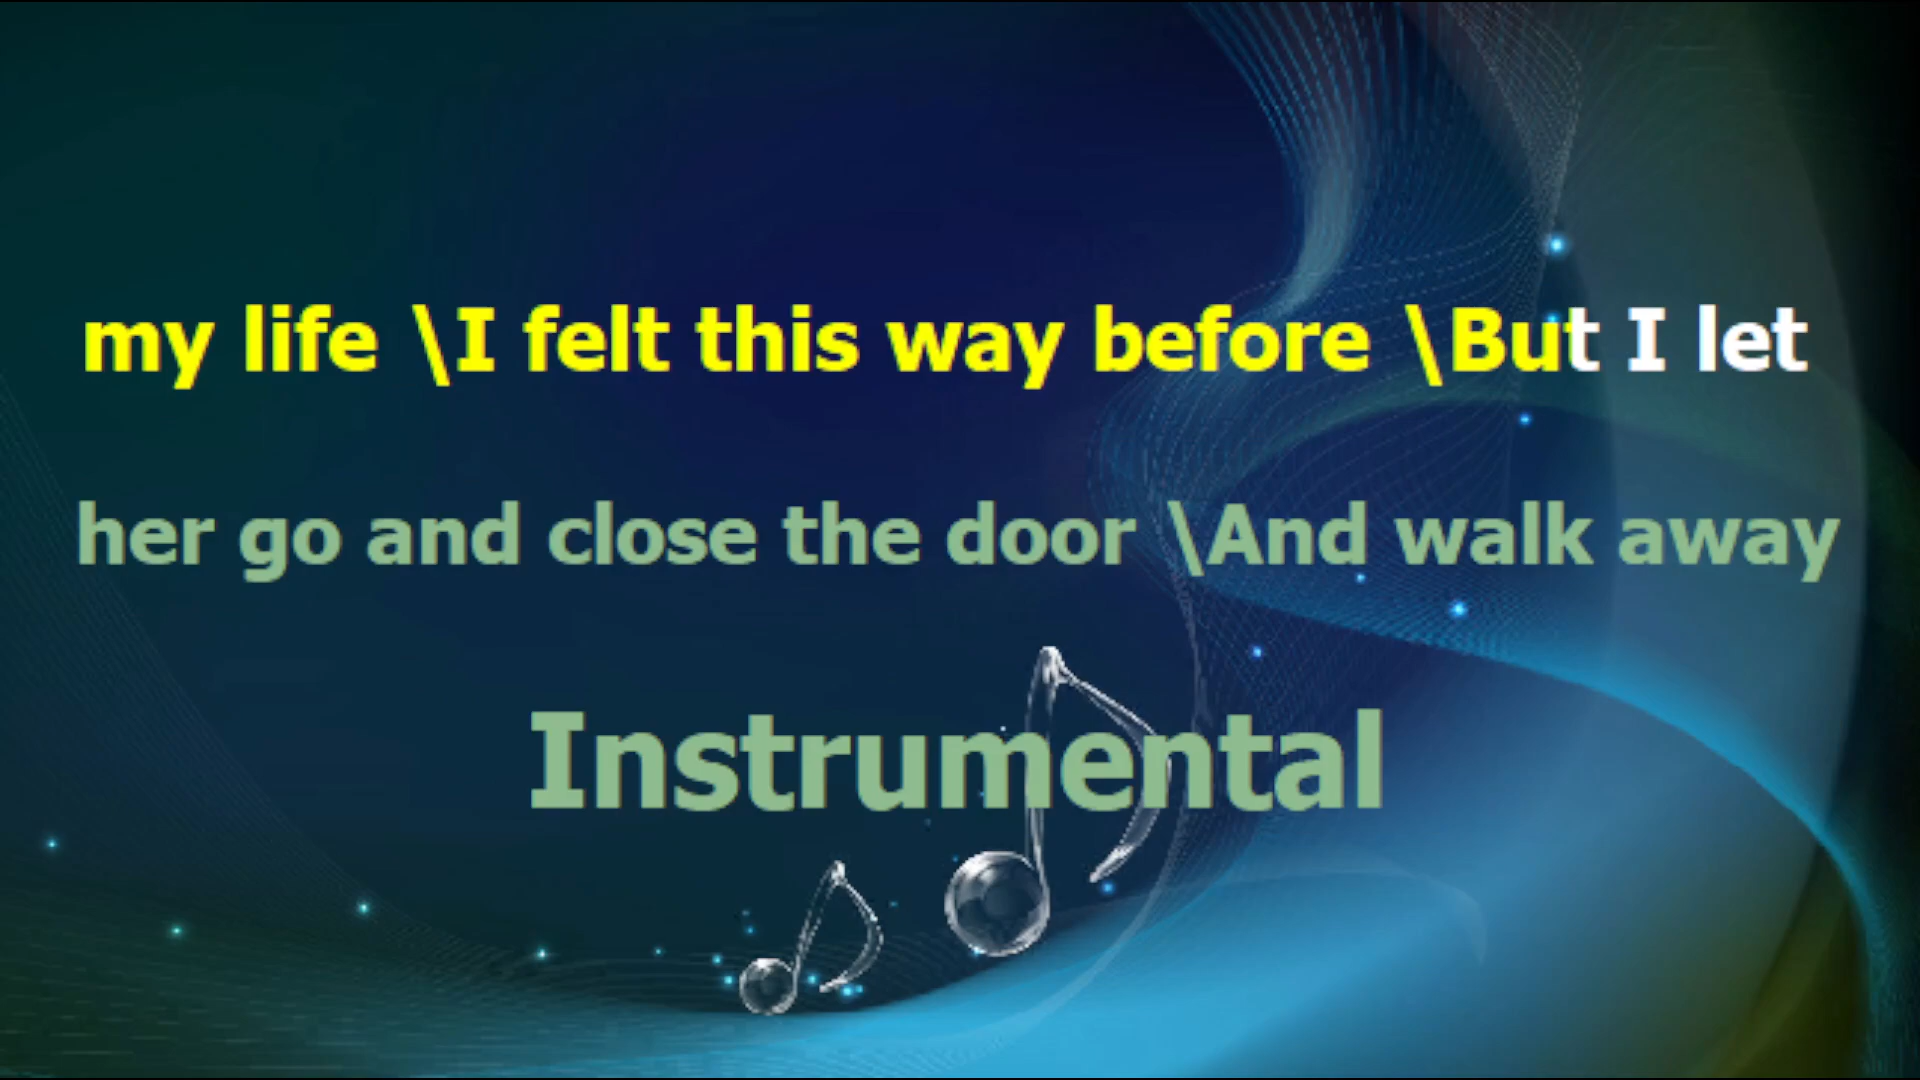 my life \I felt this way before \But I let
her go and close the door \And walk away
Instrumental